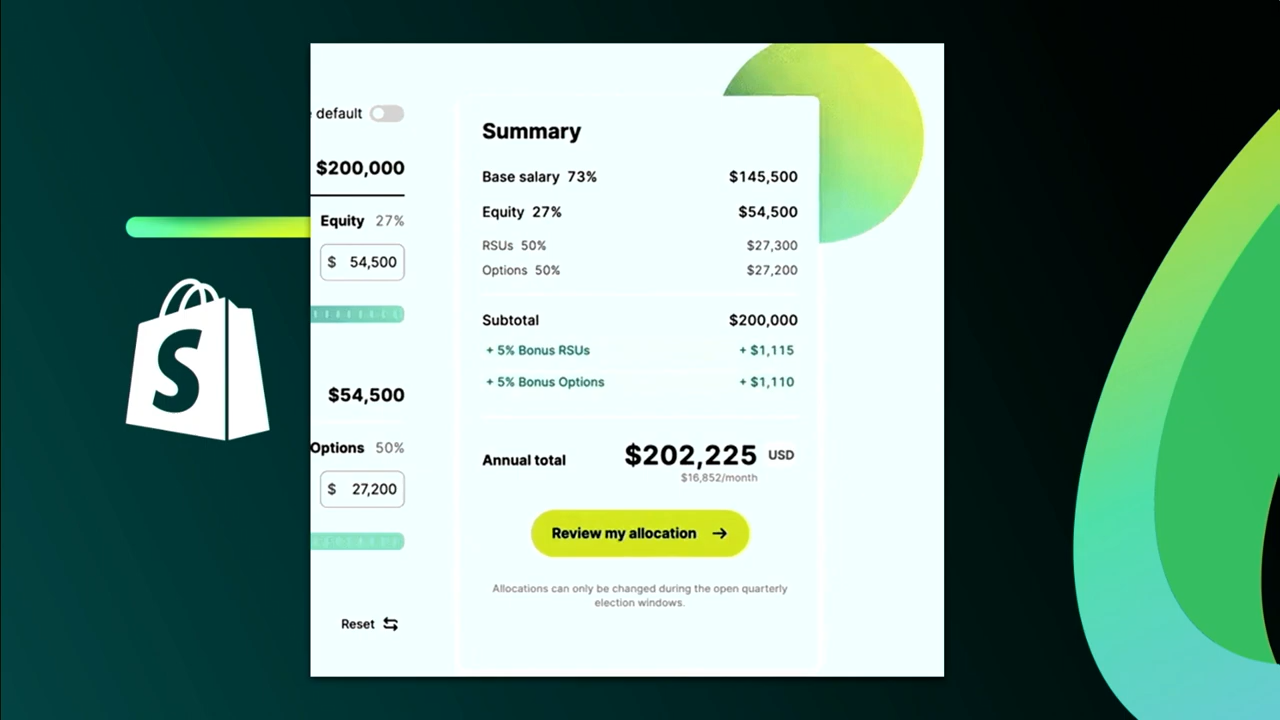 default
$200,000
Equity 27%
$ 54,500
$54,500
Options 50%
$ 27,200
Reset
Summary
Base salary 73% $145,500
Equity 27% $54,500
RSUs 50% $27,300
Options 50% $27,200
Subtotal $200,000
+ 5% Bonus RSUs + $1,115
+ 5% Bonus Options + $1,110
Annual total $202,225 USD
$16,852/month
Review my allocation →
Allocations can only be changed during the open quarterly
election windows.
S